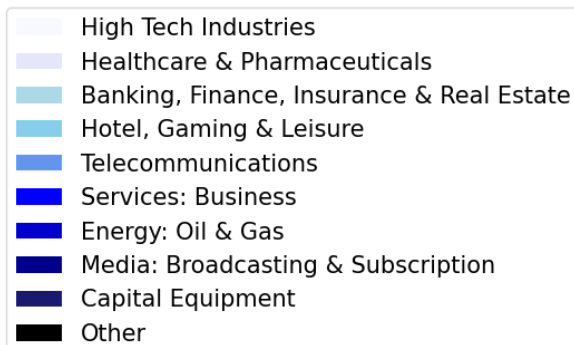 High Tech Industries
Healthcare & Pharmaceuticals
Banking, Finance, Insurance & Real Estate
Hotel, Gaming & Leisure
Telecommunications
Services: Business
Energy: Oil & Gas
Media: Broadcasting & Subscription
Capital Equipment
Other